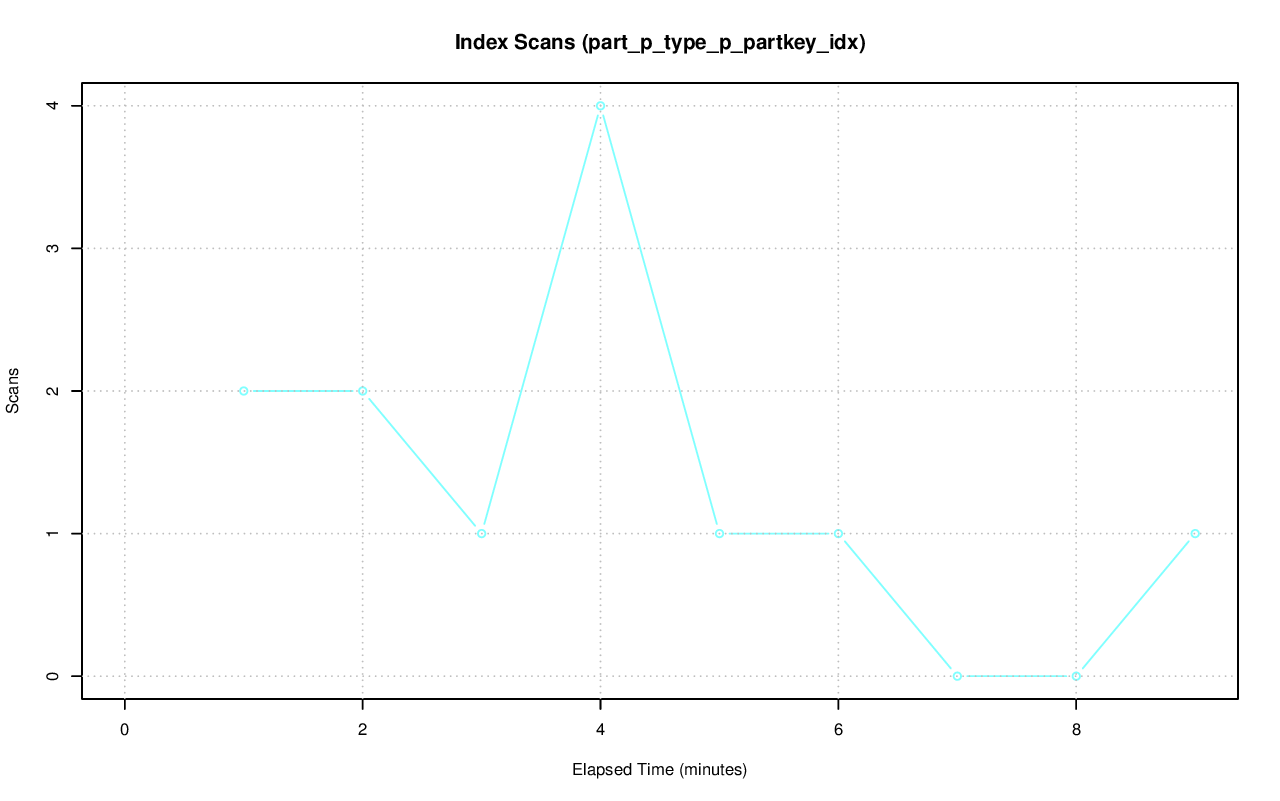 Index Scans (part_p_type_p_partkey_idx)
4
3
2
1
0
Scans
0 2 4 6 8
Elapsed Time (minutes)